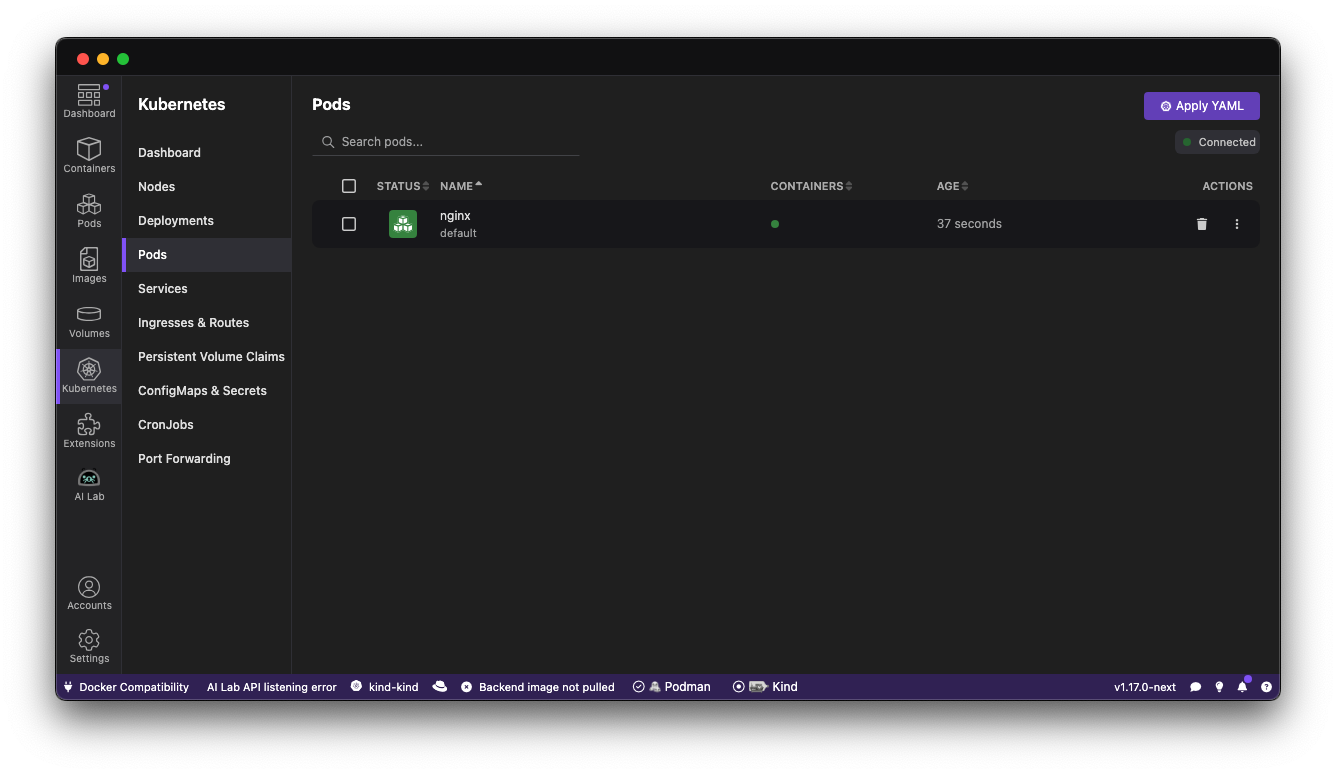 Dashboard
Containers
Pods
Images
Volumes
Kubernetes
Extensions
AI Lab
Accounts
Settings
Kubernetes
Dashboard
Nodes
Deployments
Pods
Services
Ingresses & Routes
Persistent Volume Claims
ConfigMaps & Secrets
CronJobs
Port Forwarding
Pods
Apply YAML
Search pods...
Connected
STATUS NAME CONTAINERS AGE ACTIONS
nginx
default
37 seconds
Docker Compatibility AI Lab API listening error kind-kind Backend image not pulled Podman Kind v1.17.0-next